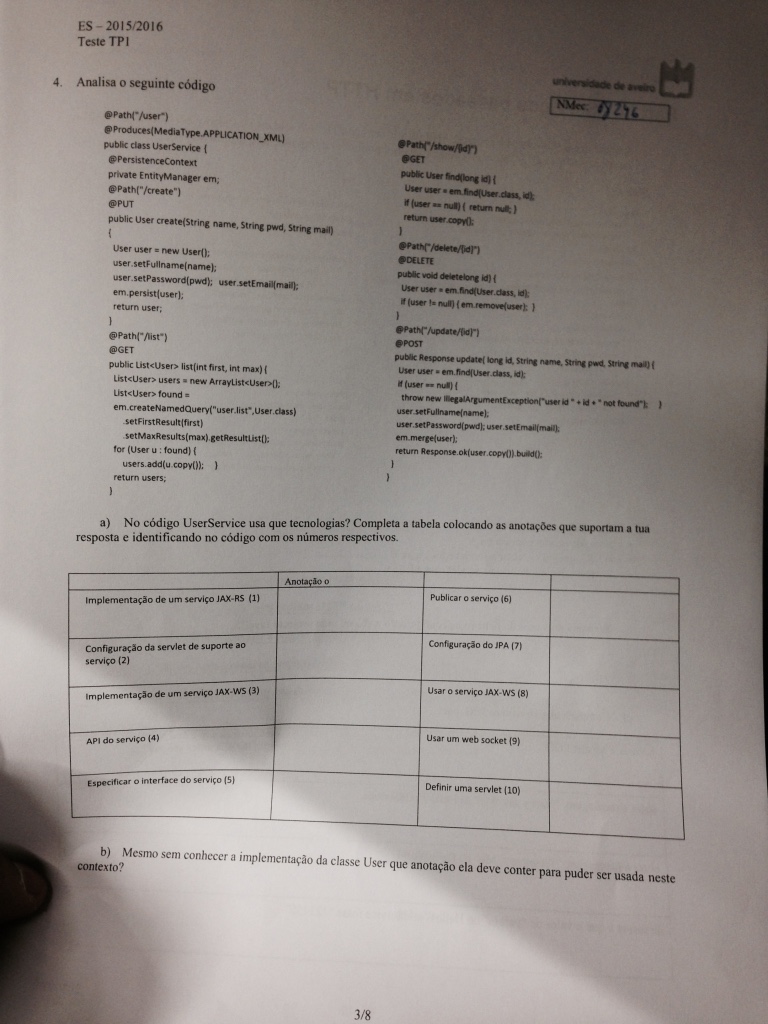 ES – 2015/2016
Teste TP1
universidade de aveiro
NMec:
4. Analisa o seguinte código
@Path("/user")
@Produces(MediaType.APPLICATION_XML)
public class UserService {
@PersistenceContext
private EntityManager em;
@Path("/create")
@PUT
public User create(String name, String pwd, String mail)
{
User user = new User();
user.setFullname(name);
user.setPassword(pwd); user.setEmail(mail);
em.persist(user);
return user;
}
@Path("/list")
@GET
public List<User> list(int first, int max) {
List<User> users = new ArrayList<User>();
List<User> found =
em.createNamedQuery("user.list",User.class)
.setFirstResult(first)
.setMaxResults(max).getResultList();
for (User u : found) {
users.add(u.copy()); }
return users;
}
@Path("/show/{id}")
@GET
public User find(long id) {
User user = em.find(User.class, id);
if (user == null) { return null; }
return user.copy();
}
@Path("/delete/{id}")
@DELETE
public void deletelong id) {
User user = em.find(User.class, id);
if (user != null) { em.remove(user); }
}
@Path("/update/{id}")
@POST
public Response update( long id, String name, String pwd, String mail) {
User user = em.find(User.class, id);
if (user == null) {
throw new IllegalArgumentException("user id " + id + " not found"); }
user.setFullname(name);
user.setPassword(pwd); user.setEmail(mail);
em.merge(user);
return Response.ok(user.copy()).build();
}
}
a) No código UserService usa que tecnologias? Completa a tabela colocando as anotações que suportam a tua
resposta e identificando no código com os números respectivos.
Anotação o
Implementação de um serviço JAX-RS (1)
Publicar o serviço (6)
Configuração da servlet de suporte ao
serviço (2)
Configuração do JPA (7)
Implementação de um serviço JAX-WS (3)
Usar o serviço JAX-WS (8)
API do serviço (4)
Usar um web socket (9)
Especificar o interface do serviço (5)
Definir uma servlet (10)
b) Mesmo sem conhecer a implementação da classe User que anotação ela deve conter para puder ser usada neste
contexto?
3/8